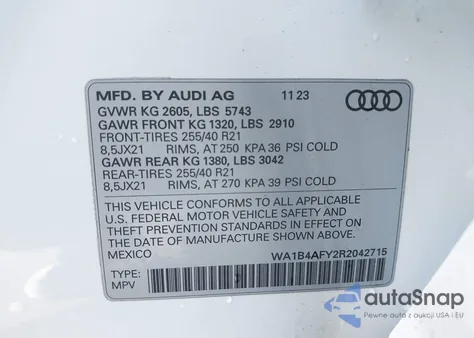 MFD. BY AUDI AG 11 23
GVWR KG 2605, LBS 5743
GAWR FRONT KG 1320, LBS 2910
FRONT-TIRES 255/40 R21
8,5JX21 RIMS, AT 250 KPA 36 PSI COLD
GAWR REAR KG 1380, LBS 3042
REAR-TIRES 255/40 R21
8,5JX21 RIMS, AT 270 KPA 39 PSI COLD
THIS VEHICLE CONFORMS TO ALL APPLICABLE
U.S. FEDERAL MOTOR VEHICLE SAFETY AND
THEFT PREVENTION STANDARDS IN EFFECT ON
THE DATE OF MANUFACTURE SHOWN ABOVE.
MEXICO WA1B4AFY2R2042715
TYPE:
MPV
autoSnap
Pewne auta z aukcji USA i EU